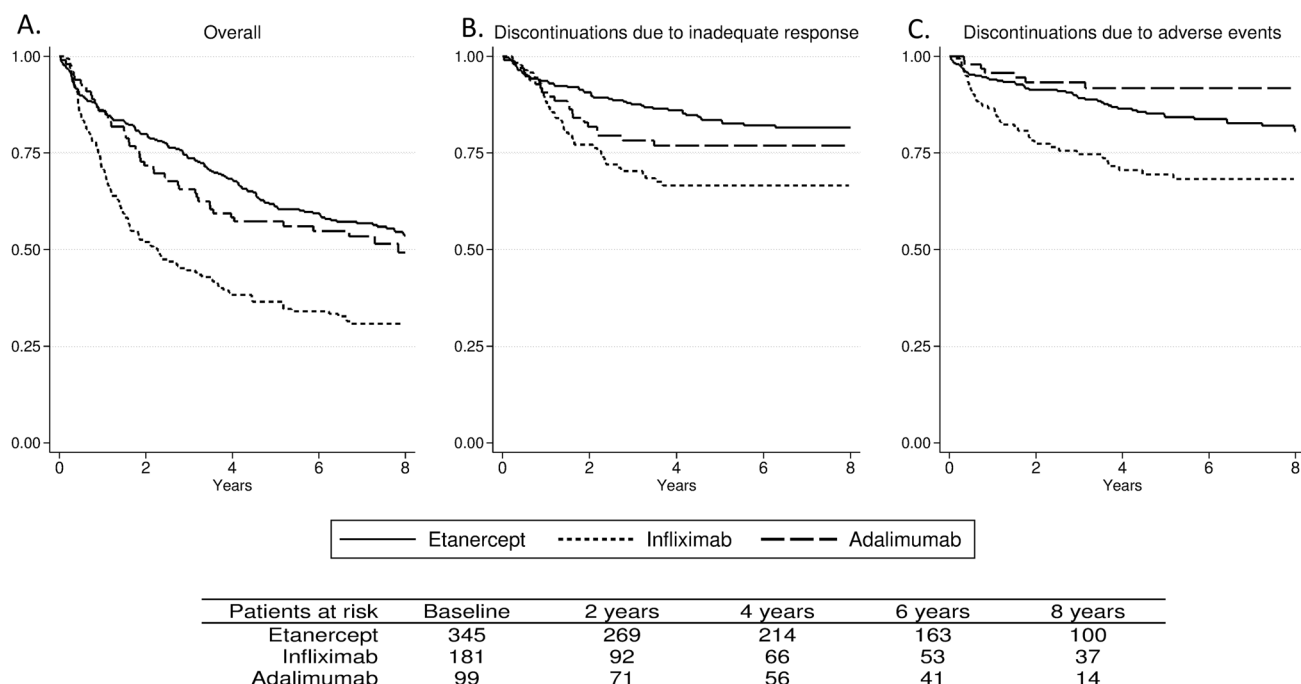 A.
Overall
1.00
0.75
0.50
0.25
0.00
0 2 4 6 8
Years
B.
Discontinuations due to inadequate response
1.00
0.75
0.50
0.25
0.00
0 2 4 6 8
Years
C.
Discontinuations due to adverse events
1.00
0.75
0.50
0.25
0.00
0 2 4 6 8
Years
Etanercept Infliximab Adalimumab
Patients at risk Baseline 2 years 4 years 6 years 8 years
Etanercept 345 269 214 163 100
Infliximab 181 92 66 53 37
Adalimumab 99 71 56 41 14